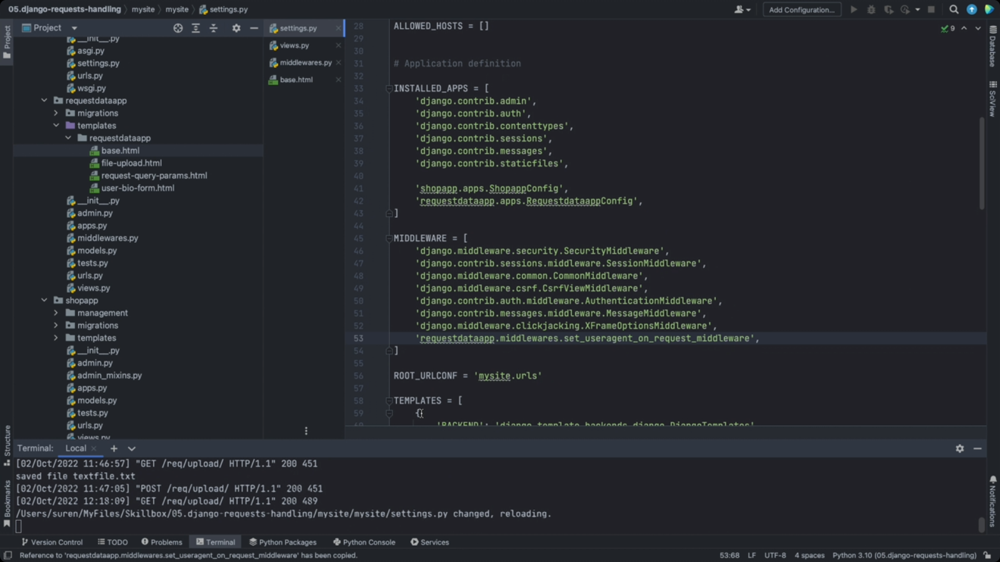 05.django-requests-handling mysite mysite settings.py
Add Configuration...
Project
Project
__init__.py
asgi.py
settings.py
urls.py
wsgi.py
requestdataapp
migrations
templates
requestdataapp
base.html
file-upload.html
request-query-params.html
user-bio-form.html
__init__.py
admin.py
apps.py
middlewares.py
models.py
tests.py
urls.py
views.py
shopapp
management
migrations
templates
__init__.py
admin.py
admin_mixins.py
apps.py
models.py
tests.py
urls.py
views.py
settings.py
views.py
middlewares.py
base.html
28 ALLOWED_HOSTS = []
29
30
31 # Application definition
32
33 INSTALLED_APPS = [
34 'django.contrib.admin',
35 'django.contrib.auth',
36 'django.contrib.contenttypes',
37 'django.contrib.sessions',
38 'django.contrib.messages',
39 'django.contrib.staticfiles',
40
41 'shopapp.apps.ShopappConfig',
42 'requestdataapp.apps.RequestdataappConfig',
43 ]
44
45 MIDDLEWARE = [
46 'django.middleware.security.SecurityMiddleware',
47 'django.contrib.sessions.middleware.SessionMiddleware',
48 'django.middleware.common.CommonMiddleware',
49 'django.middleware.csrf.CsrfViewMiddleware',
50 'django.contrib.auth.middleware.AuthenticationMiddleware',
51 'django.contrib.messages.middleware.MessageMiddleware',
52 'django.middleware.clickjacking.XFrameOptionsMiddleware',
53 'requestdataapp.middlewares.set_useragent_on_request_middleware',
54 ]
55
56 ROOT_URLCONF = 'mysite.urls'
57
58 TEMPLATES = [
59 {
60 'BACKEND': 'django.template.backends.django.DjangoTemplates'
9
Database
SciView
Notifications
Structure
Bookmarks
Terminal: Local
[02/Oct/2022 11:46:57] "GET /req/upload/ HTTP/1.1" 200 451
saved file textfile.txt
[02/Oct/2022 11:47:05] "POST /req/upload/ HTTP/1.1" 200 451
[02/Oct/2022 12:18:09] "GET /req/upload/ HTTP/1.1" 200 489
/Users/suren/MyFiles/Skillbox/05.django-requests-handling/mysite/mysite/settings.py changed, reloading.
Version Control TODO Problems Terminal Python Packages Python Console Services
Reference to 'requestdataapp.middlewares.set_useragent_on_request_middleware' has been copied. 53:68 LF UTF-8 4 spaces Python 3.10 (05.django-requests-handling)